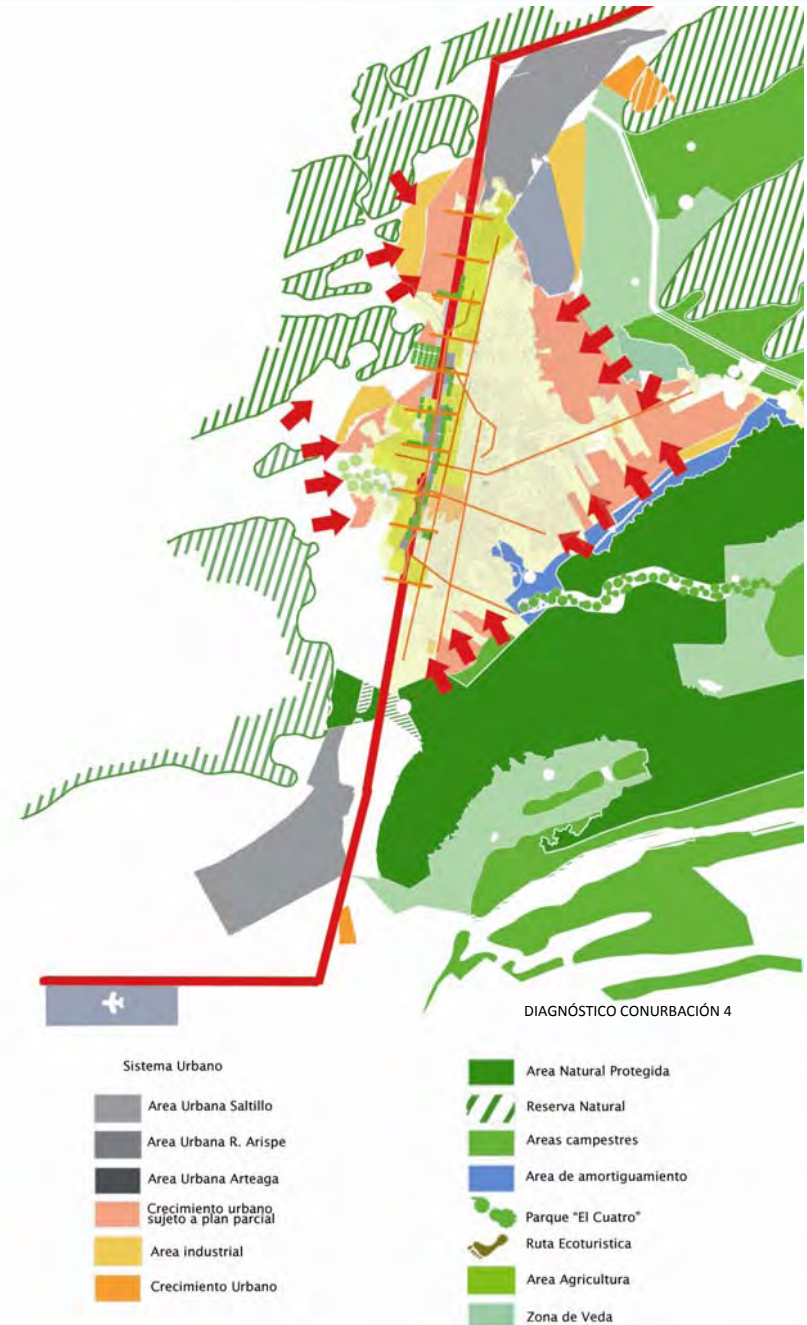 DIAGNÓSTICO CONURBACIÓN 4
Sistema Urbano
Area Urbana Saltillo
Area Urbana R. Arispe
Area Urbana Arteaga
Crecimiento urbano
sujeto a plan parcial
Area industrial
Crecimiento Urbano
Area Natural Protegida
Reserva Natural
Areas campestres
Area de amortiguamiento
Parque "El Cuatro"
Ruta Ecoturistica
Area Agricultura
Zona de Veda